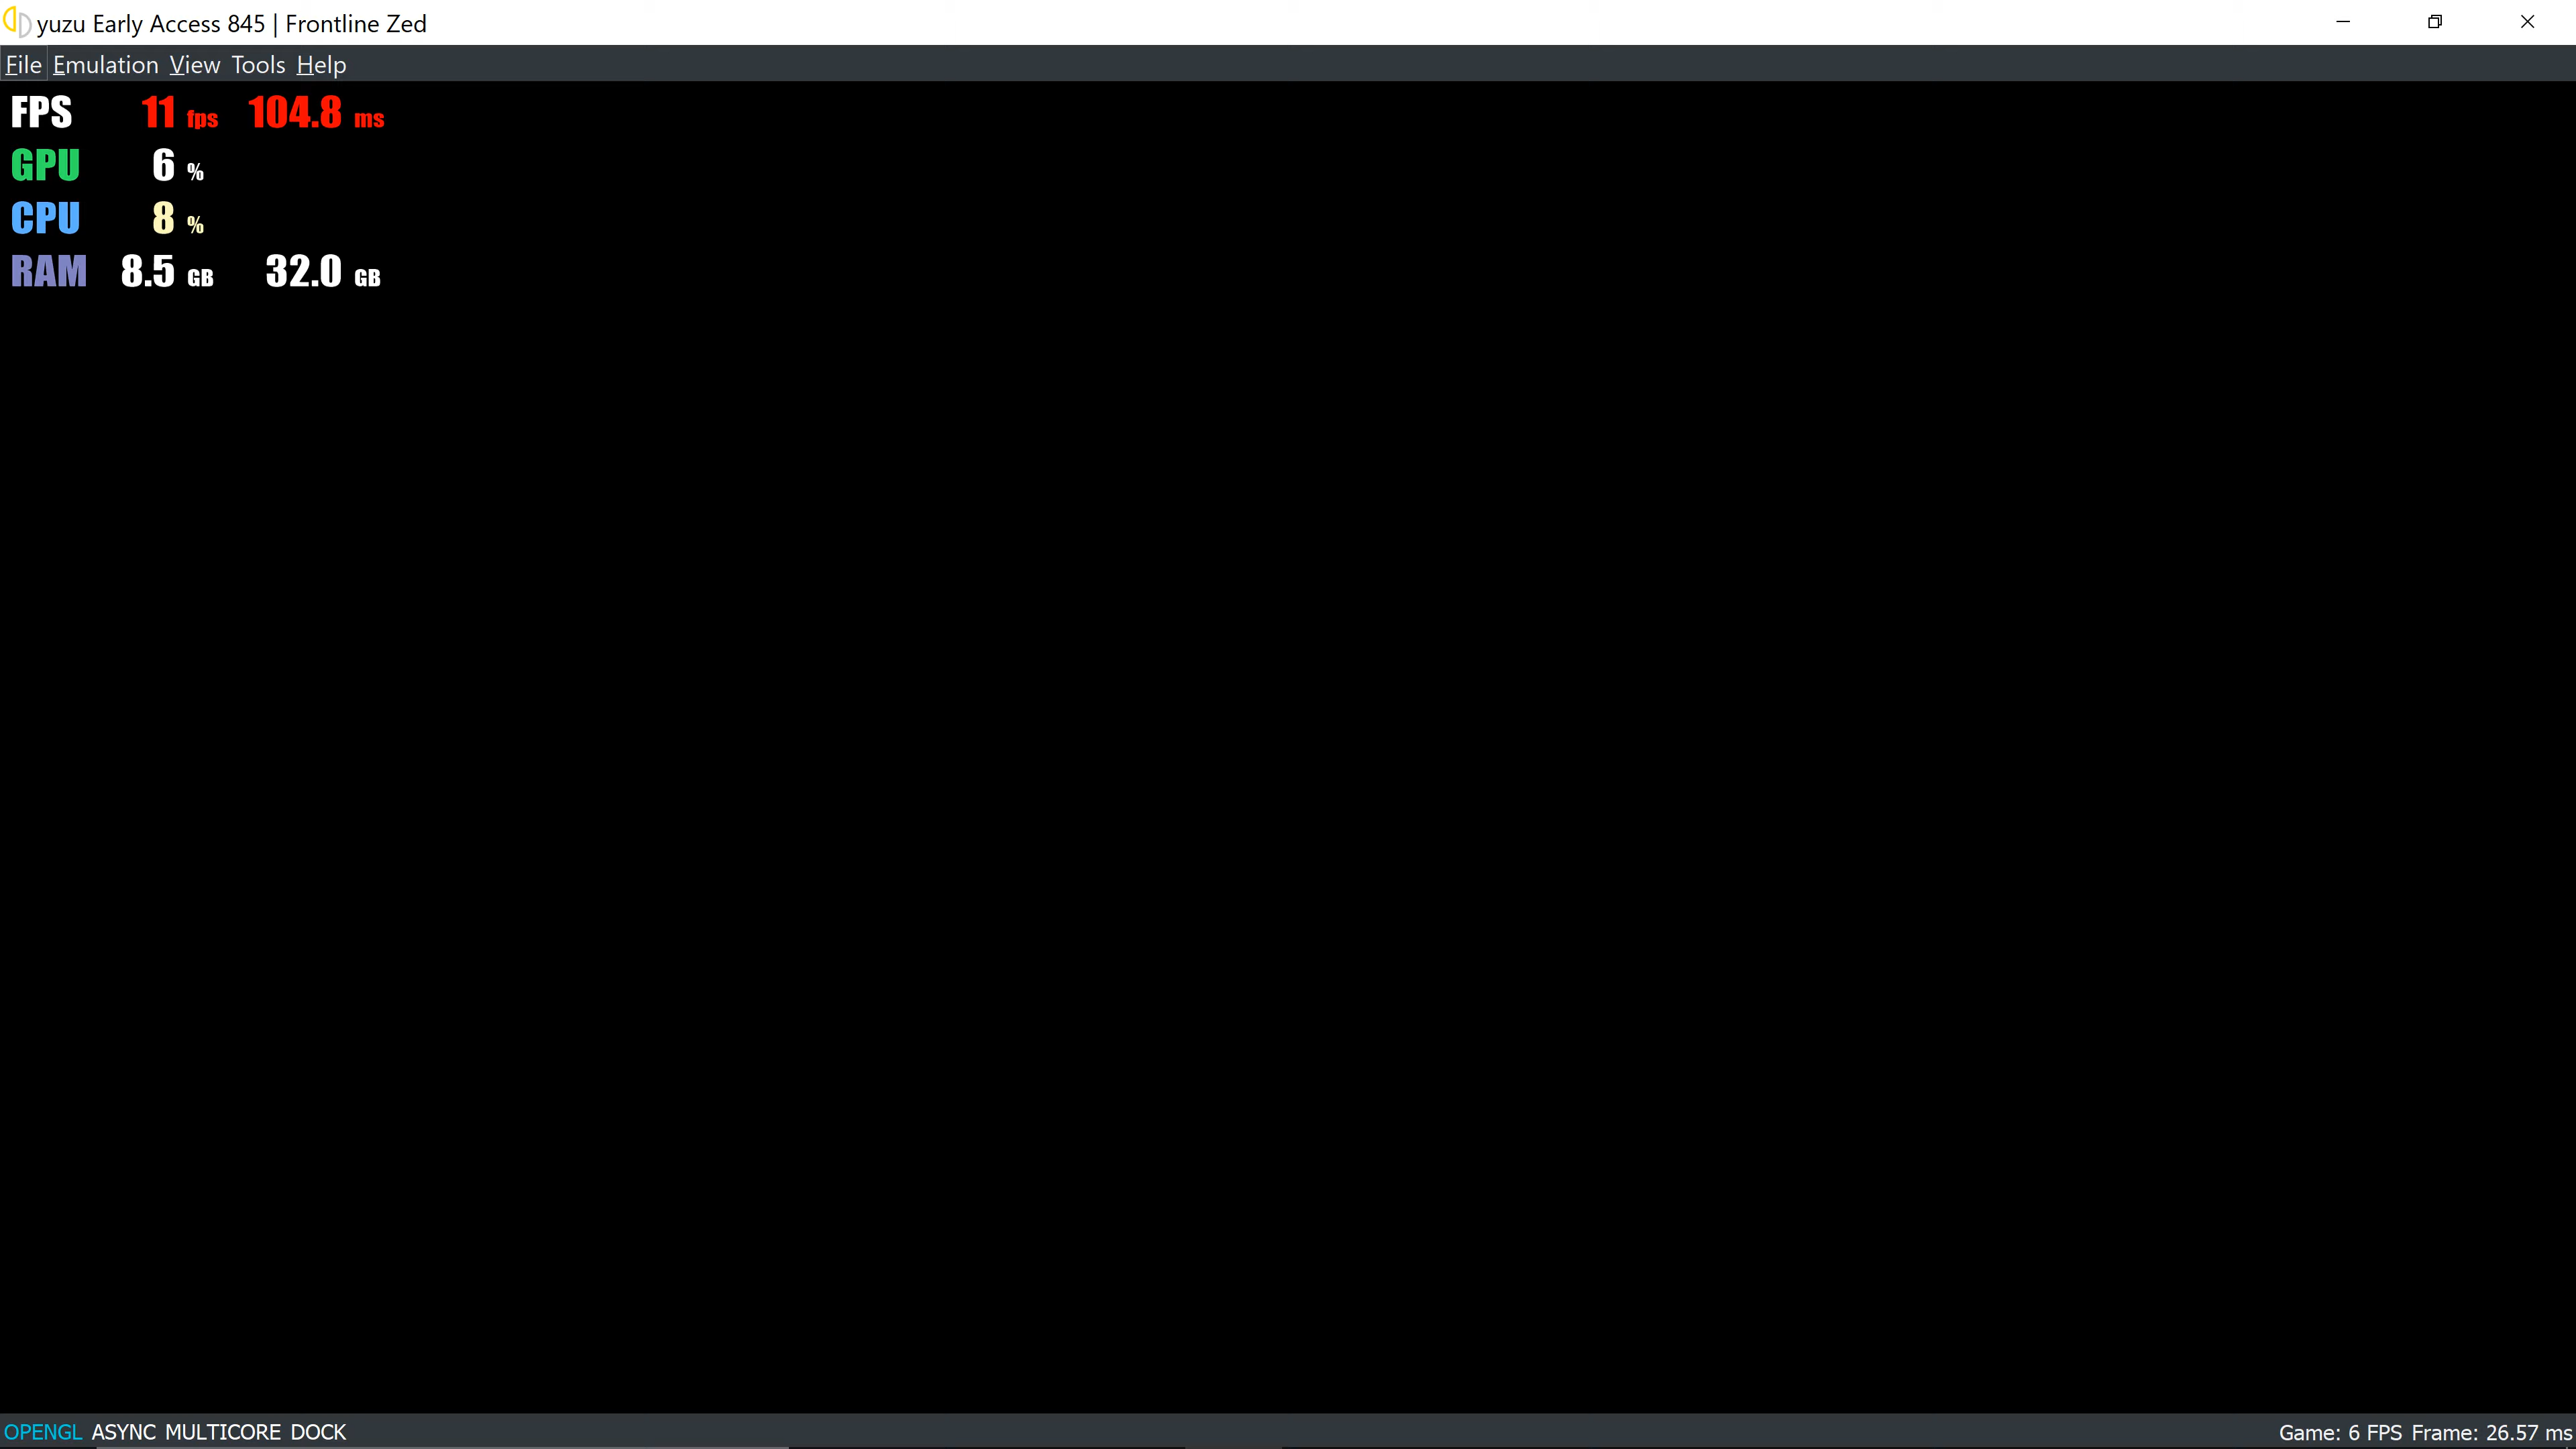 yuzu Early Access 845 | Frontline Zed
File Emulation View Tools Help
FPS 11 fps 104.8 ms
GPU 6 %
CPU 8 %
RAM 8.5 GB 32.0 GB
OPENGL ASYNC MULTICORE DOCK Game: 6 FPS Frame: 26.57 ms